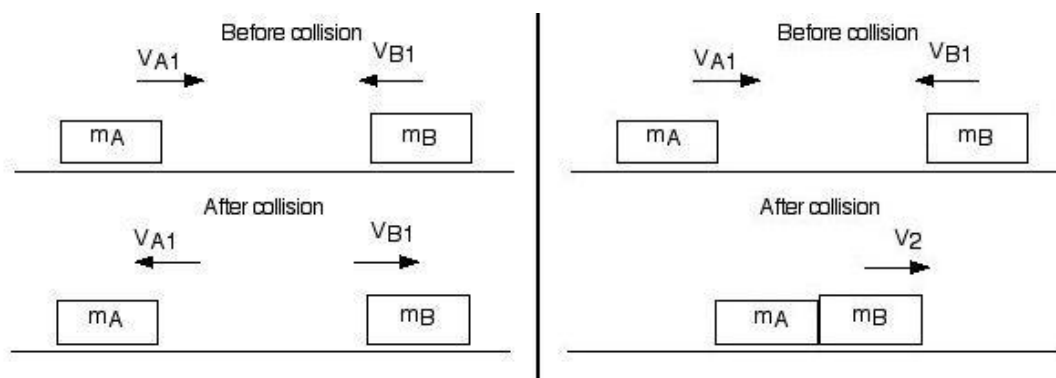 Before collision
VA1 VB1
mA mB
After collision
VA1 VB1
mA mB
Before collision
VA1 VB1
mA mB
After collision
V2
mA mB